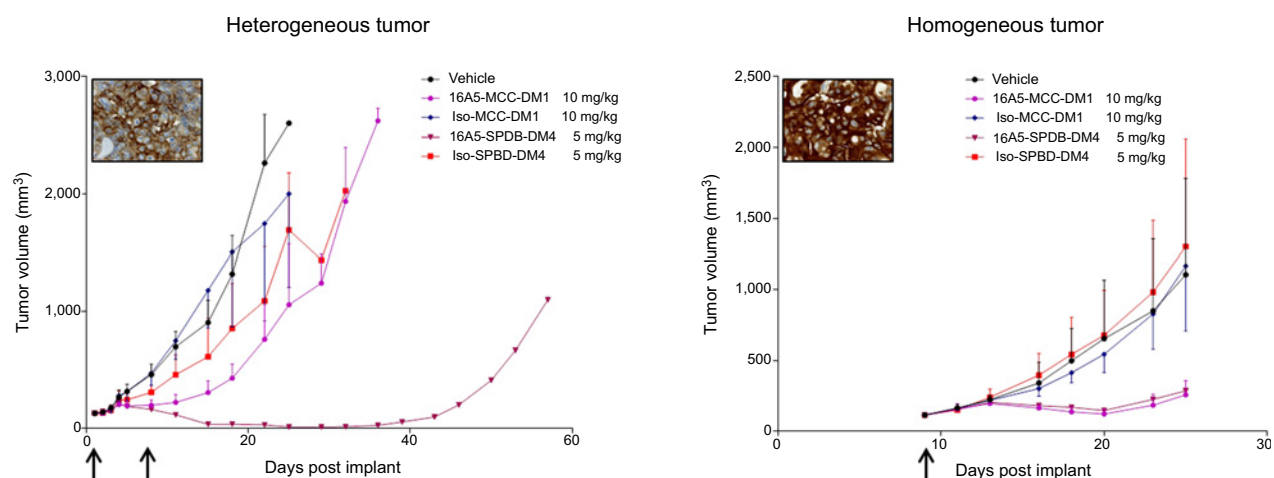 Heterogeneous tumor
3,000
2,000
1,000
0
Tumor volume (mm³)
Vehicle
16A5-MCC-DM1 10 mg/kg
Iso-MCC-DM1 10 mg/kg
16A5-SPDB-DM4 5 mg/kg
Iso-SPBD-DM4 5 mg/kg
0 20 40 60
Days post implant
Homogeneous tumor
2,500
2,000
1,500
1,000
500
0
Tumor volume (mm³)
Vehicle
16A5-MCC-DM1 10 mg/kg
Iso-MCC-DM1 10 mg/kg
16A5-SPDB-DM4 5 mg/kg
Iso-SPBD-DM4 5 mg/kg
0 10 20 30
Days post implant